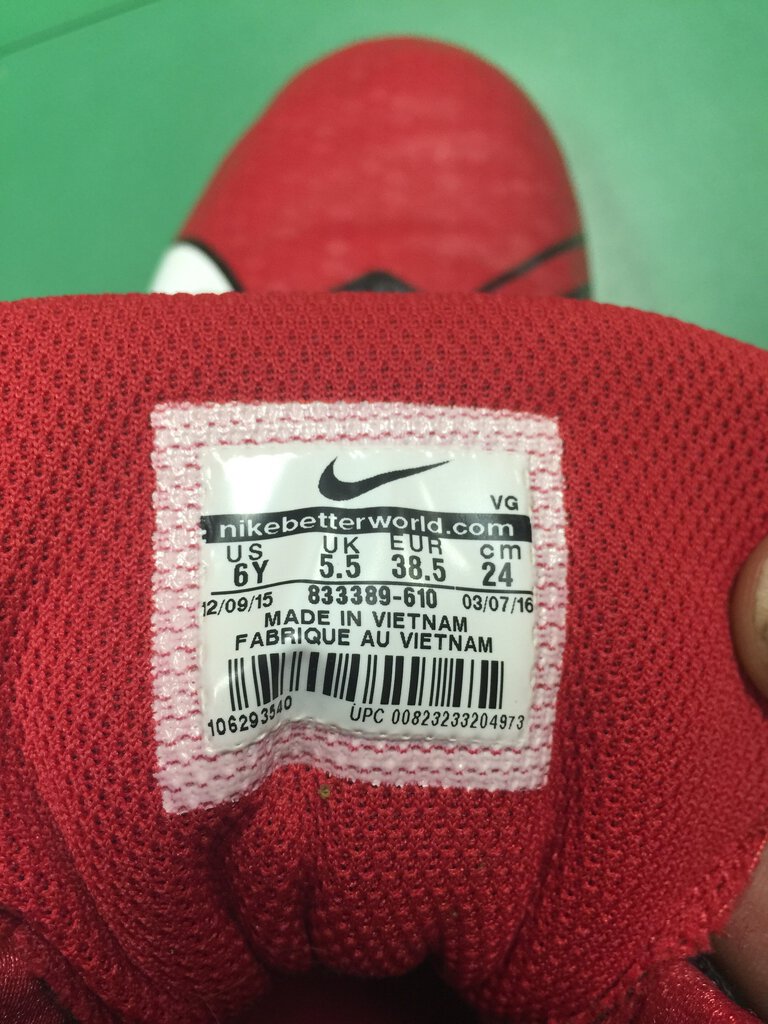 VG
nikebetterworld.com
US UK EUR cm
6Y 5.5 38.5 24
12/09/15 833389-610 03/07/16
MADE IN VIETNAM
FABRIQUE AU VIETNAM
106293540 UPC 00823233204973